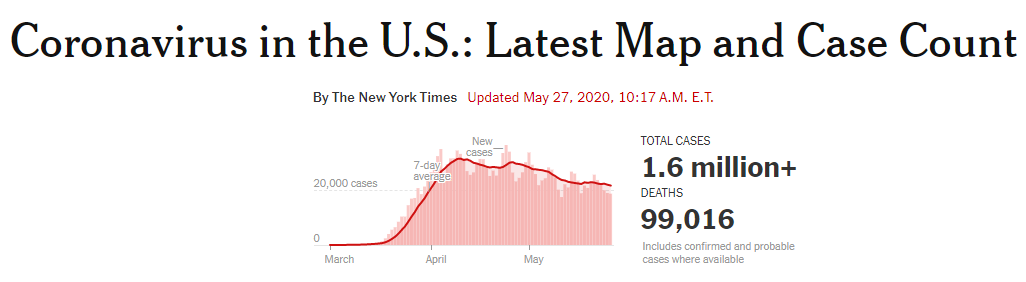 Coronavirus in the U.S.: Latest Map and Case Count
By The New York Times Updated May 27, 2020, 10:17 A.M. E.T.
New
cases
7-day
average
20,000 cases
0
March April May
TOTAL CASES
1.6 million+
DEATHS
99,016
Includes confirmed and probable
cases where available